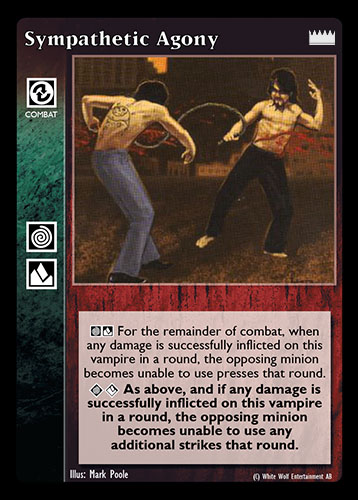 Sympathetic Agony
COMBAT
For the remainder of combat, when
any damage is successfully inflicted on this
vampire in a round, the opposing minion
becomes unable to use presses that round.
As above, and if any damage is
successfully inflicted on this vampire
in a round, the opposing minion
becomes unable to use any
additional strikes that round.
Illus: Mark Poole
(C) White Wolf Entertainment AB